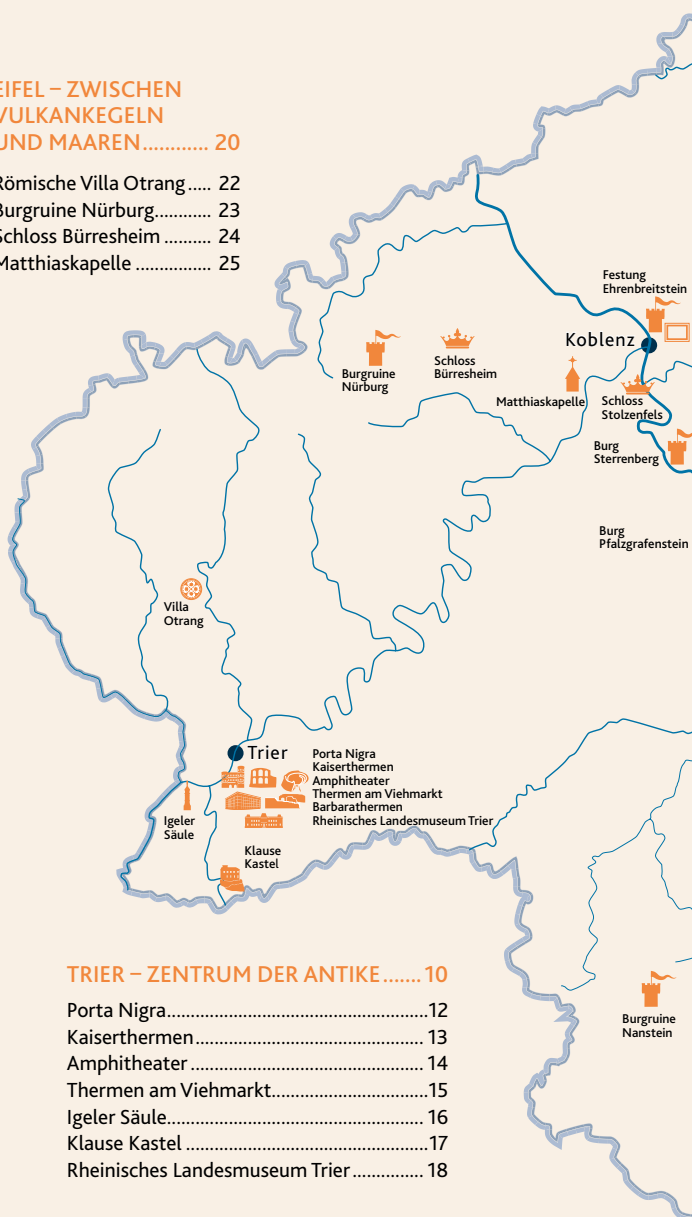 EIFEL – ZWISCHEN
VULKANKEGELN
UND MAAREN ............ 20
Römische Villa Otrang ..... 22
Burgruine Nürburg........... 23
Schloss Bürresheim .......... 24
Matthiaskapelle ............... 25
Festung
Ehrenbreitstein
Koblenz
Burgruine
Nürburg
Schloss
Bürresheim
Matthiaskapelle
Schloss
Stolzenfels
Burg
Sterrenberg
Burg
Pfalzgrafenstein
Villa
Otrang
Trier
Porta Nigra
Kaiserthermen
Amphitheater
Thermen am Viehmarkt
Barbarathermen
Rheinisches Landesmuseum Trier
Igeler
Säule
Klause
Kastel
TRIER – ZENTRUM DER ANTIKE ....... 10
Porta Nigra...............................................12
Kaiserthermen.......................................... 13
Amphitheater .......................................... 14
Thermen am Viehmarkt............................15
Igeler Säule.............................................. 16
Klause Kastel ...........................................17
Rheinisches Landesmuseum Trier ............. 18
Burgruine
Nanstein